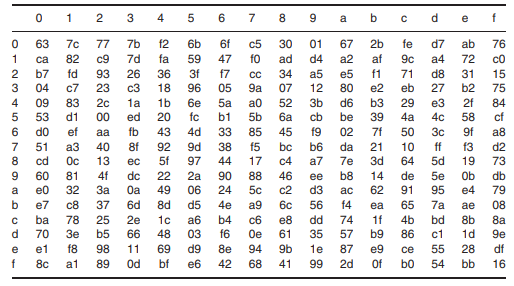 0 1 2 3 4 5 6 7 8 9 a b c d e f
0 63 7c 77 7b f2 6b 6f c5 30 01 67 2b fe d7 ab 76
1 ca 82 c9 7d fa 59 47 f0 ad d4 a2 af 9c a4 72 c0
2 b7 fd 93 26 36 3f f7 cc 34 a5 e5 f1 71 d8 31 15
3 04 c7 23 c3 18 96 05 9a 07 12 80 e2 eb 27 b2 75
4 09 83 2c 1a 1b 6e 5a a0 52 3b d6 b3 29 e3 2f 84
5 53 d1 00 ed 20 fc b1 5b 6a cb be 39 4a 4c 58 cf
6 d0 ef aa fb 43 4d 33 85 45 f9 02 7f 50 3c 9f a8
7 51 a3 40 8f 92 9d 38 f5 bc b6 da 21 10 ff f3 d2
8 cd 0c 13 ec 5f 97 44 17 c4 a7 7e 3d 64 5d 19 73
9 60 81 4f dc 22 2a 90 88 46 ee b8 14 de 5e 0b db
a e0 32 3a 0a 49 06 24 5c c2 d3 ac 62 91 95 e4 79
b e7 c8 37 6d 8d d5 4e a9 6c 56 f4 ea 65 7a ae 08
c ba 78 25 2e 1c a6 b4 c6 e8 dd 74 1f 4b bd 8b 8a
d 70 3e b5 66 48 03 f6 0e 61 35 57 b9 86 c1 1d 9e
e e1 f8 98 11 69 d9 8e 94 9b 1e 87 e9 ce 55 28 df
f 8c a1 89 0d bf e6 42 68 41 99 2d 0f b0 54 bb 16